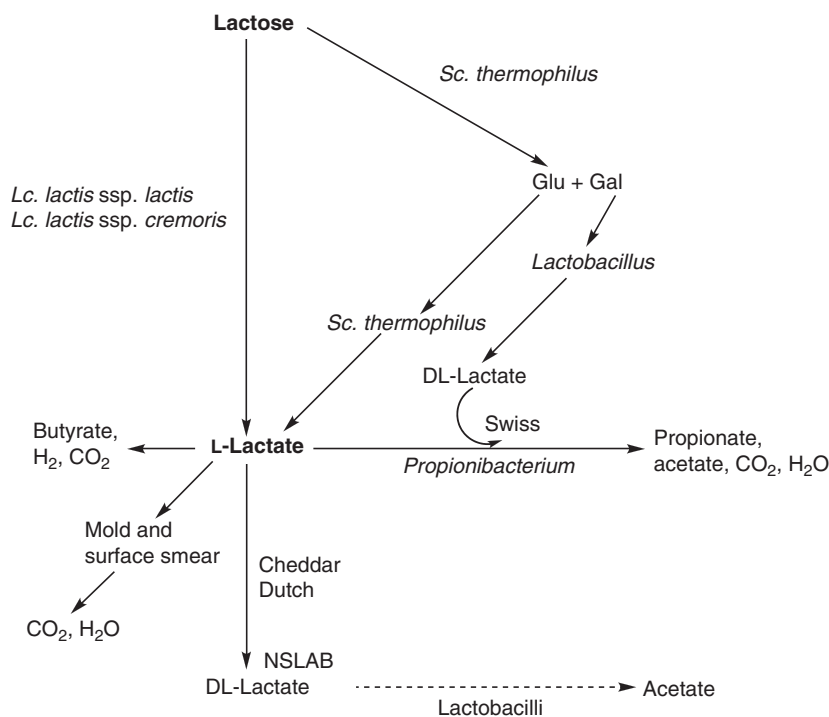 Lactose
Sc. thermophilus
Glu + Gal
Lc. lactis ssp. lactis
Lc. lactis ssp. cremoris
Lactobacillus
Sc. thermophilus
DL-Lactate
Swiss
Butyrate,
H₂, CO₂
L-Lactate
Propionibacterium
Propionate,
acetate, CO₂, H₂O
Mold and
surface smear
Cheddar
Dutch
CO₂, H₂O
NSLAB
DL-Lactate
Lactobacilli
Acetate